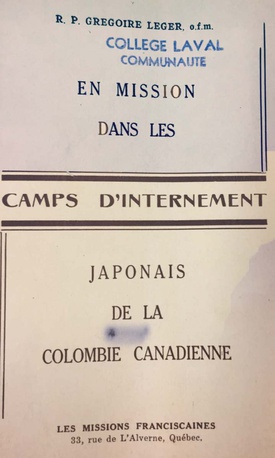 R. P. GREGOIRE LEGER, o.f.m.
COLLEGE LAVAL
COMMUNAUTE
EN MISSION
DANS LES
CAMPS D'INTERNEMENT
JAPONAIS
DE LA
COLOMBIE CANADIENNE
LES MISSIONS FRANCISCAINES
33, rue de L'Alverne, Québec.